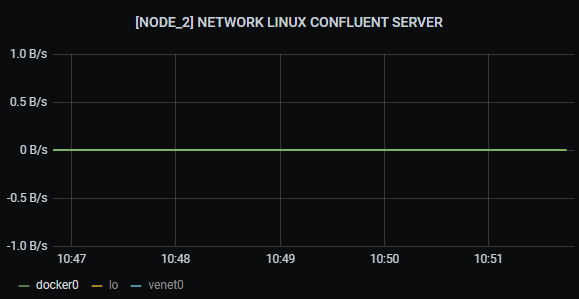 [NODE_2] NETWORK LINUX CONFLUENT SERVER
1.0 B/s
0.5 B/s
0 B/s
-0.5 B/s
-1.0 B/s
10:47 10:48 10:49 10:50 10:51
docker0 lo venet0